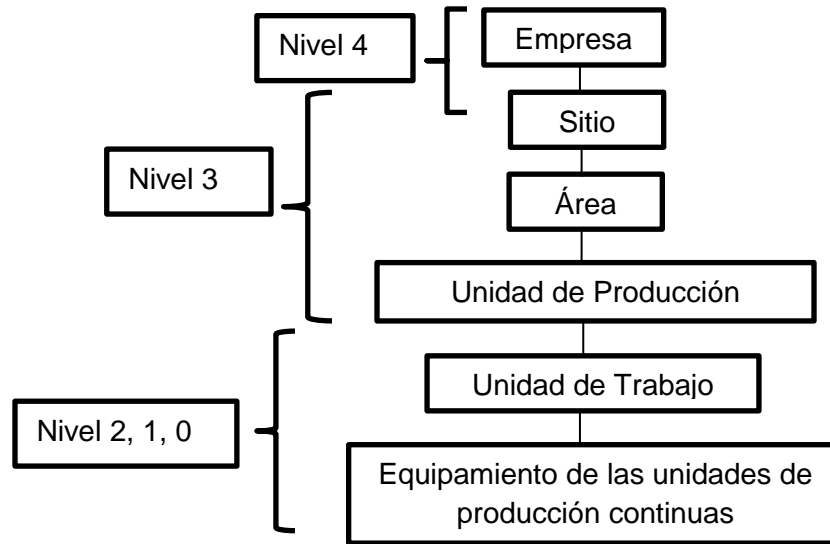 Nivel 4
Empresa
Sitio
Nivel 3
Área
Unidad de Producción
Unidad de Trabajo
Nivel 2, 1, 0
Equipamiento de las unidades de
producción continuas